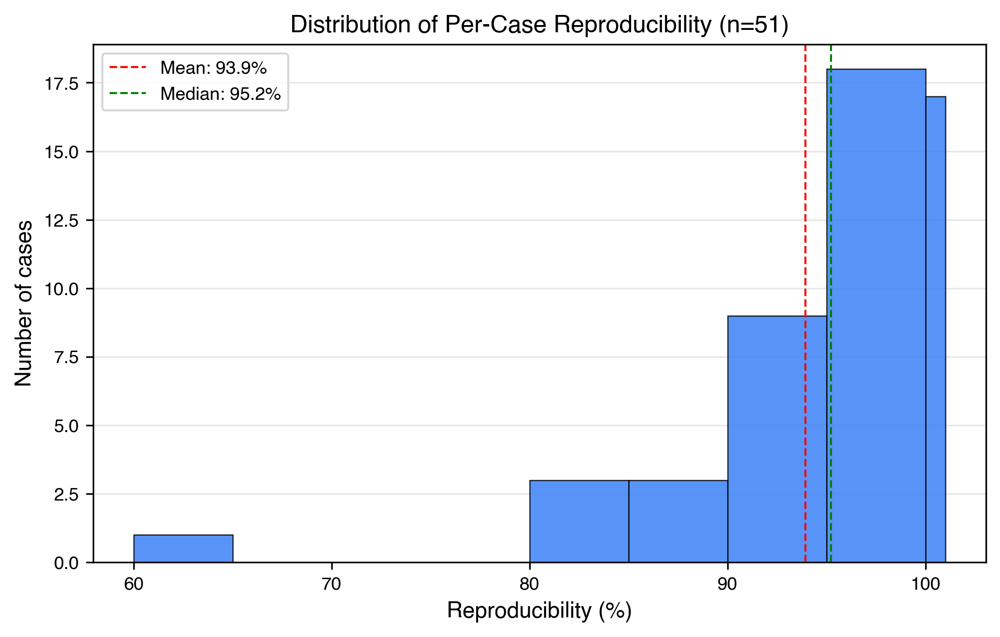 Distribution of Per-Case Reproducibility (n=51)
Mean: 93.9%
Median: 95.2%
17.5
15.0
12.5
10.0
7.5
5.0
2.5
0.0
Number of cases
60 70 80 90 100
Reproducibility (%)